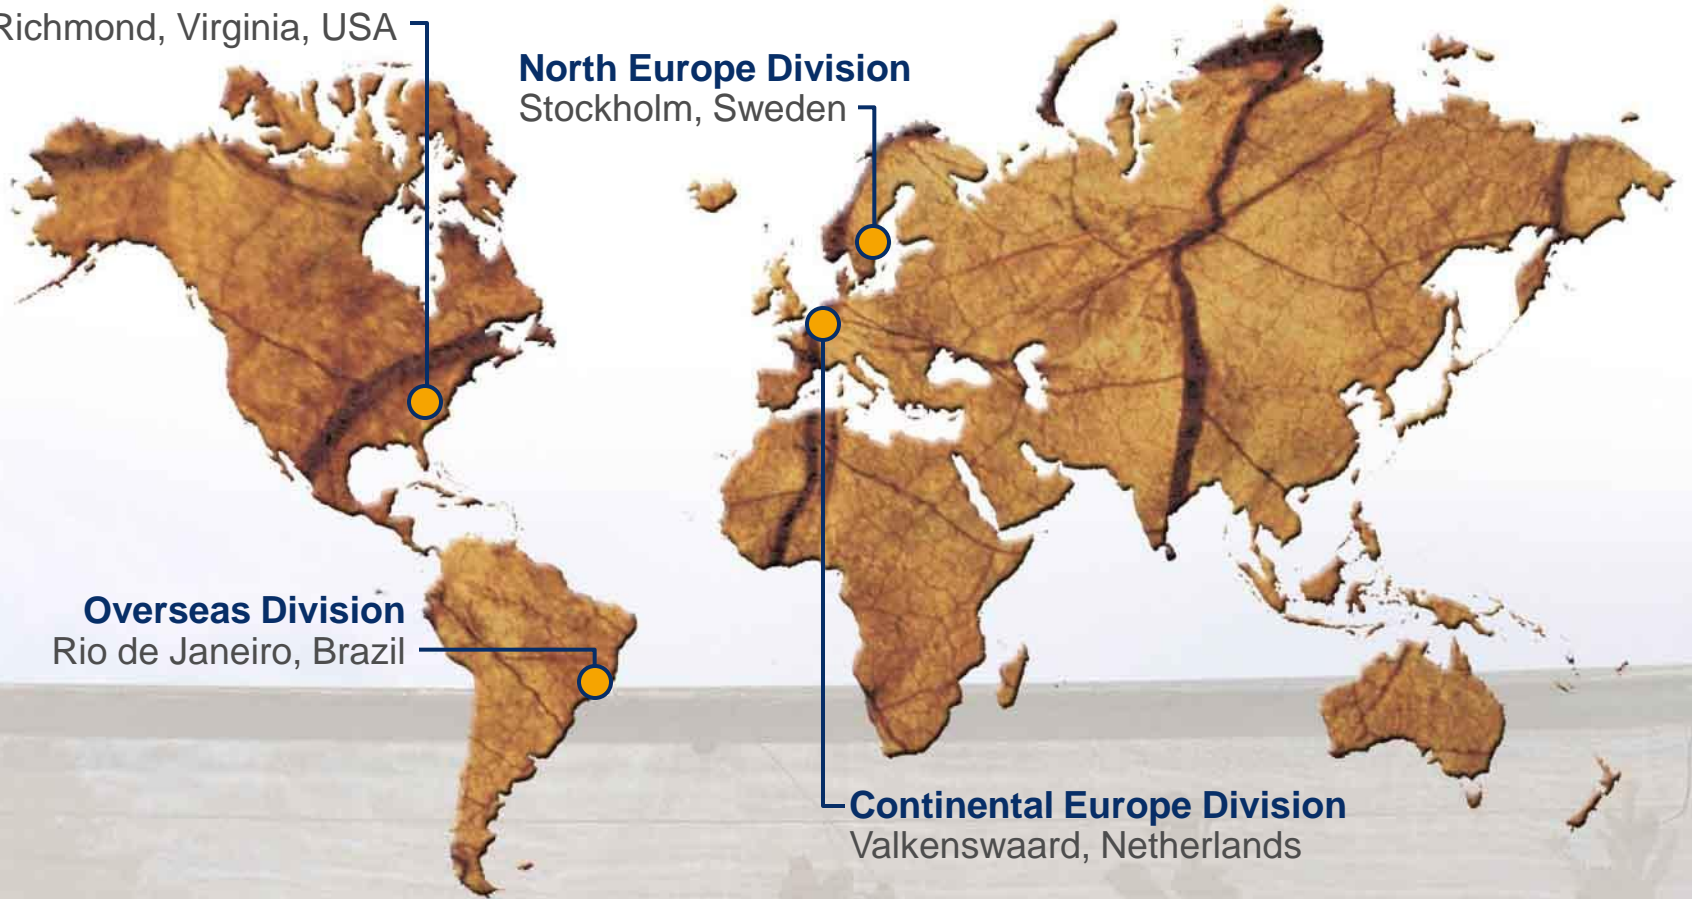 Richmond, Virginia, USA
North Europe Division
Stockholm, Sweden
Overseas Division
Rio de Janeiro, Brazil
Continental Europe Division
Valkenswaard, Netherlands